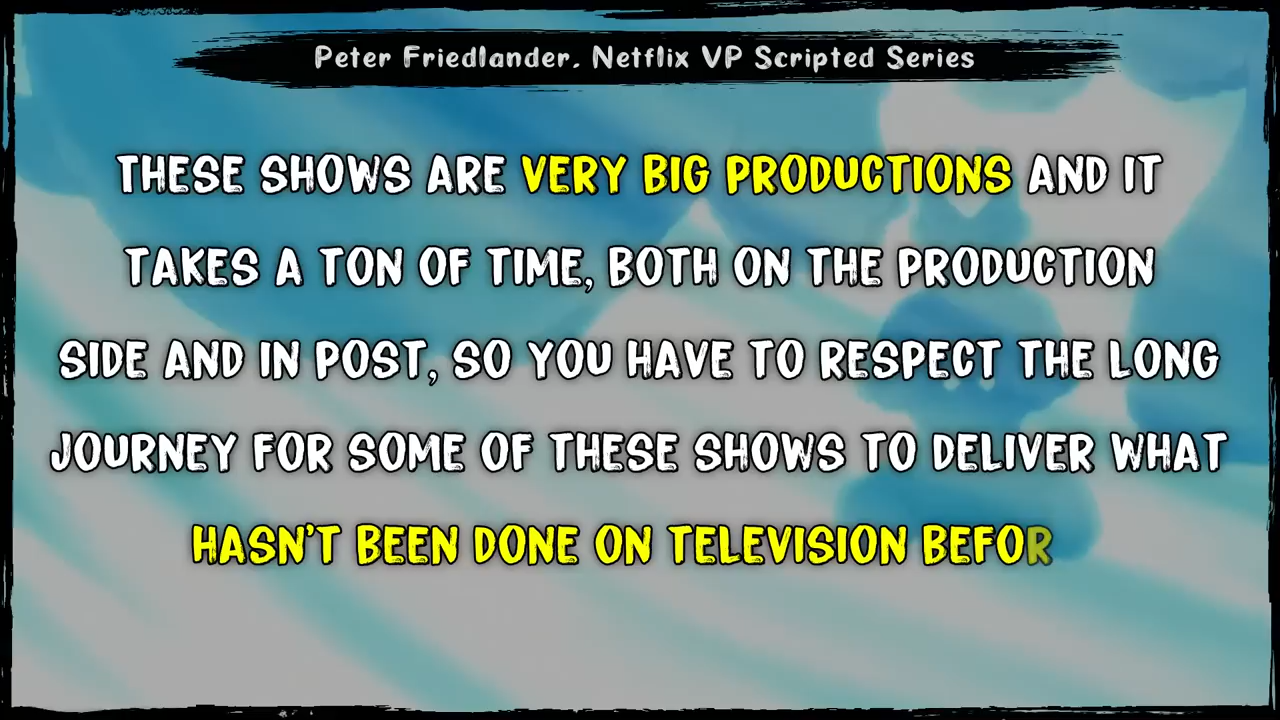 Peter Friedlander. Netflix VP Scripted Series
THESE SHOWS ARE VERY BIG PRODUCTIONS AND IT
TAKES A TON OF TIME, BOTH ON THE PRODUCTION
SIDE AND IN POST, SO YOU HAVE TO RESPECT THE LONG
JOURNEY FOR SOME OF THESE SHOWS TO DELIVER WHAT
HASN'T BEEN DONE ON TELEVISION BEFOR